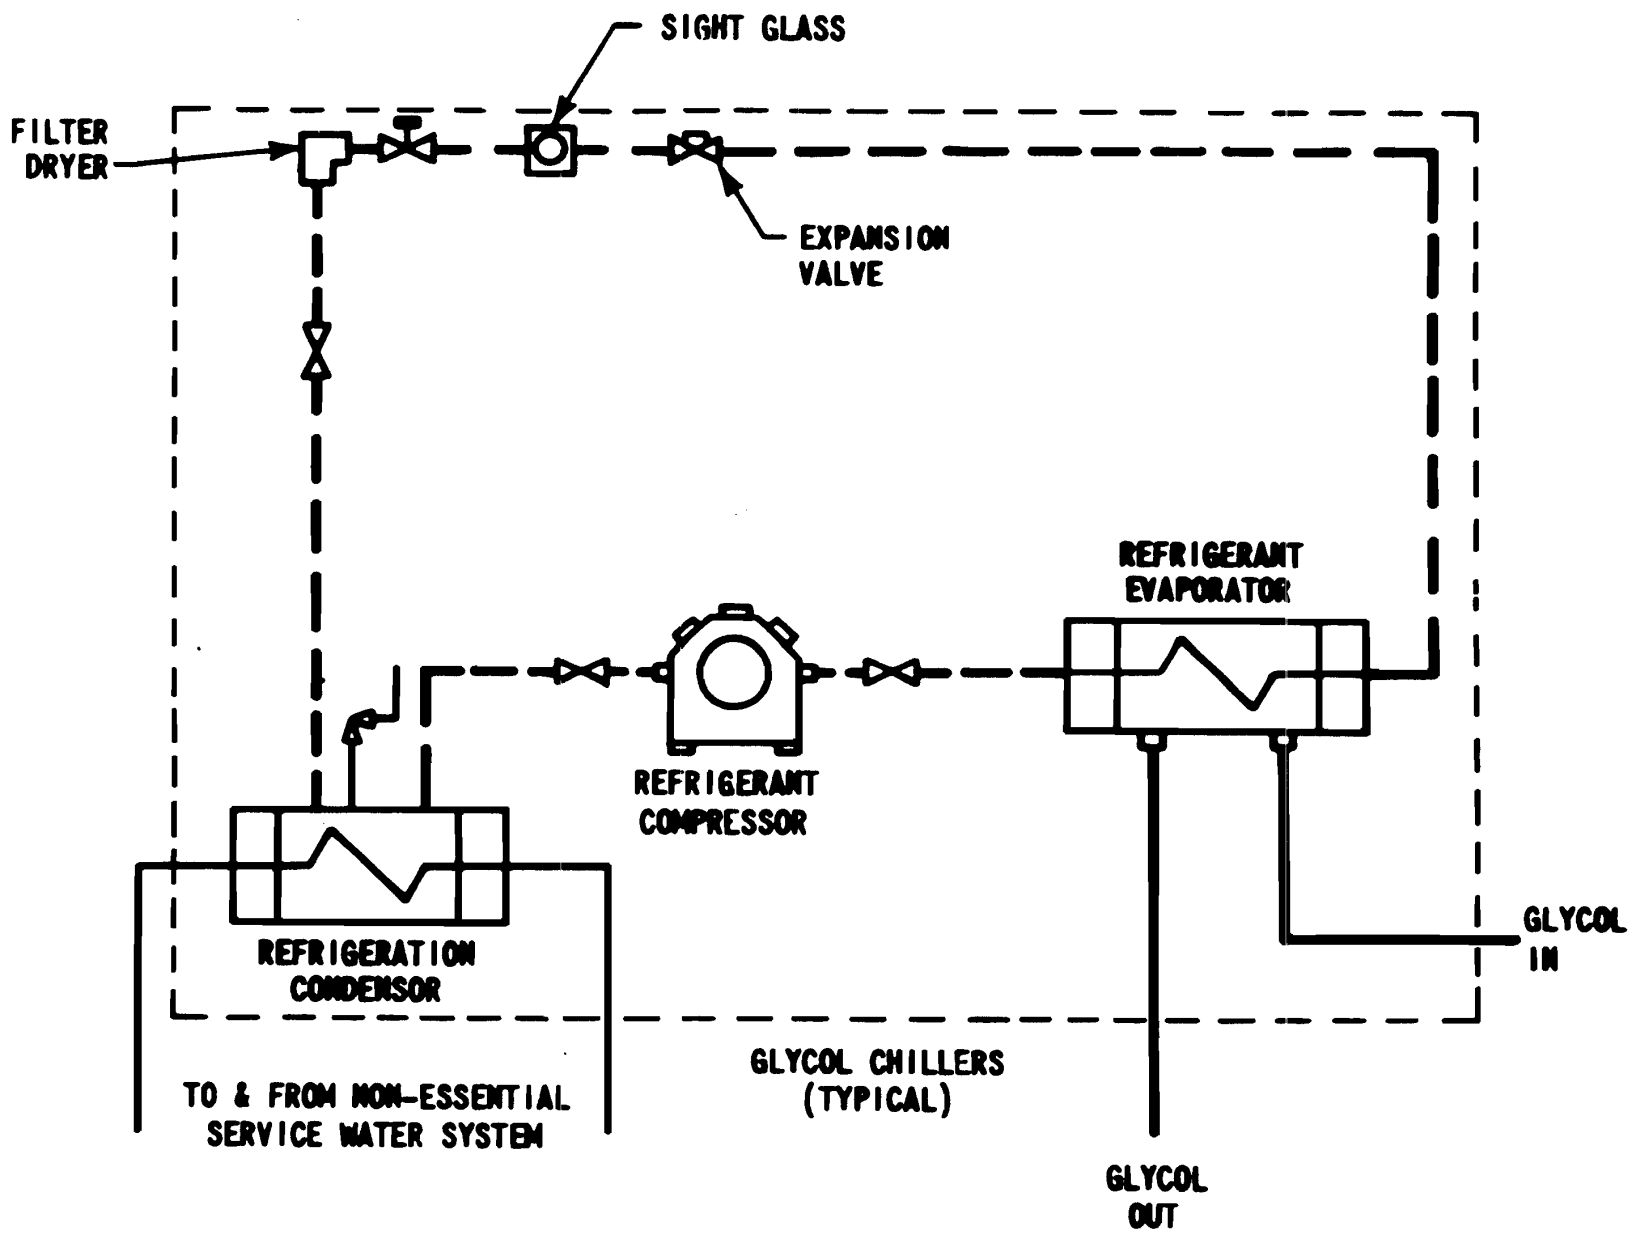 SIGHT GLASS
FILTER
DRYER
EXPANSION
VALVE
REFRIGERANT
EVAPORATOR
REFRIGERANT
COMPRESSOR
GLYCOL
IN
REFRIGERATION
CONDENSOR
GLYCOL CHILLERS
(TYPICAL)
TO & FROM NON-ESSENTIAL
SERVICE WATER SYSTEM
GLYCOL
OUT